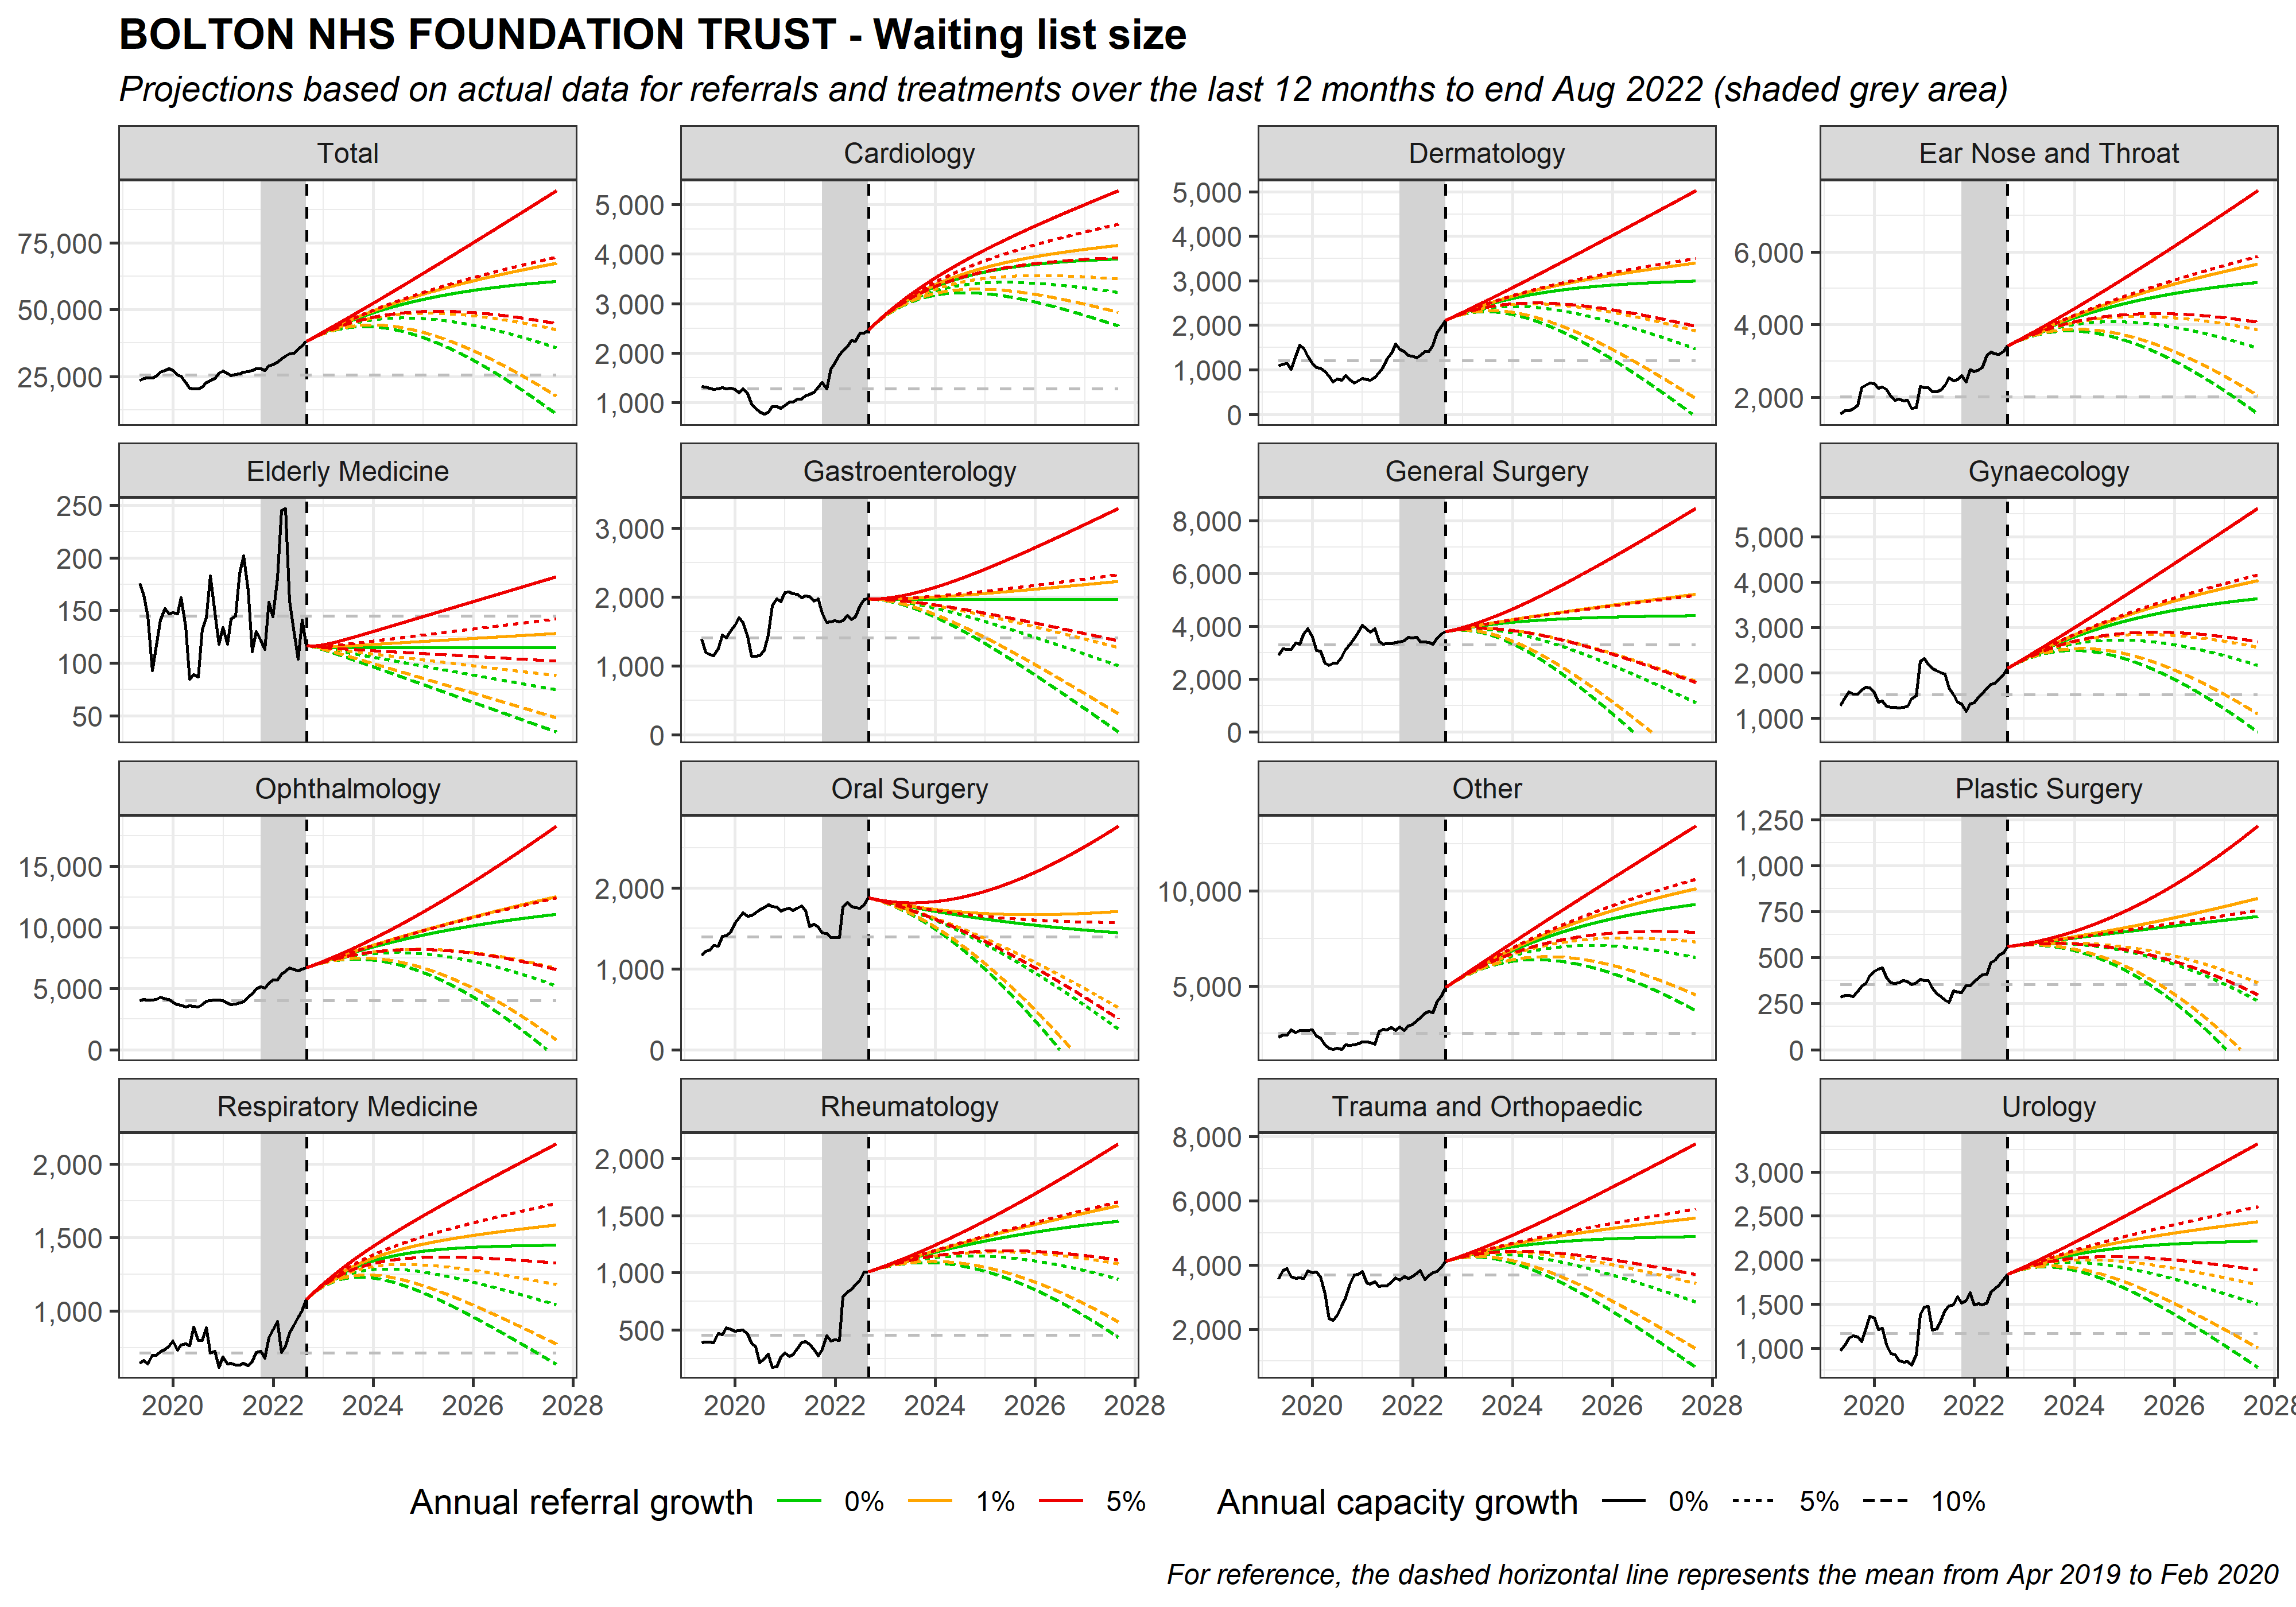 BOLTON NHS FOUNDATION TRUST - Waiting list size
Projections based on actual data for referrals and treatments over the last 12 months to end Aug 2022 (shaded grey area)
Total
75,000
50,000
25,000
Cardiology
5,000
4,000
3,000
2,000
1,000
Dermatology
5,000
4,000
3,000
2,000
1,000
0
Ear Nose and Throat
6,000
4,000
2,000
Elderly Medicine
250
200
150
100
50
Gastroenterology
3,000
2,000
1,000
0
General Surgery
8,000
6,000
4,000
2,000
0
Gynaecology
5,000
4,000
3,000
2,000
1,000
Ophthalmology
15,000
10,000
5,000
0
Oral Surgery
2,000
1,000
0
Other
10,000
5,000
Plastic Surgery
1,250
1,000
750
500
250
0
Respiratory Medicine
2,000
1,500
1,000
2020 2022 2024 2026 2028
Rheumatology
2,000
1,500
1,000
500
2020 2022 2024 2026 2028
Trauma and Orthopaedic
8,000
6,000
4,000
2,000
2020 2022 2024 2026 2028
Urology
3,000
2,500
2,000
1,500
1,000
2020 2022 2024 2026 2028
Annual referral growth 0% 1% 5% Annual capacity growth 0% 5% 10%
For reference, the dashed horizontal line represents the mean from Apr 2019 to Feb 2020